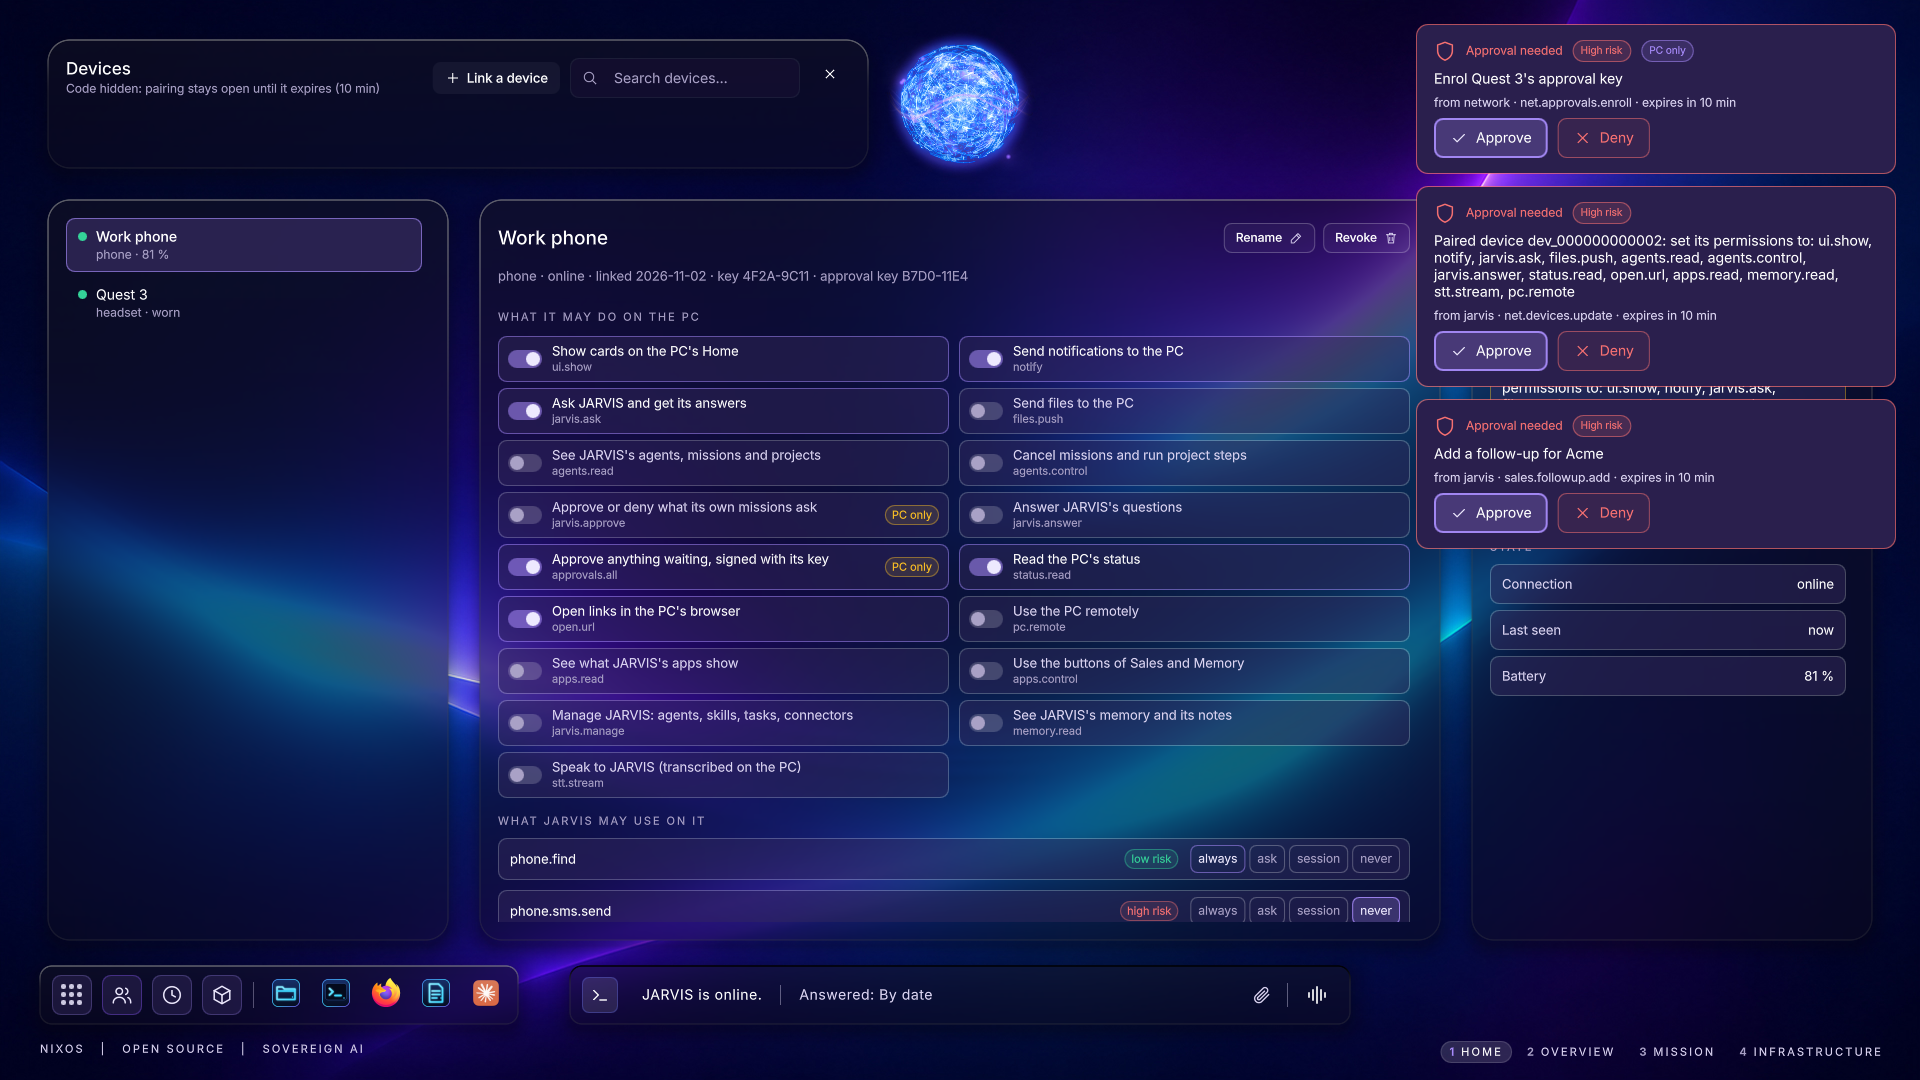 Devices
Code hidden: pairing stays open until it expires (10 min)
Link a device
Search devices...
Work phone
phone · 81 %
Quest 3
headset · worn
Work phone
Rename
Revoke
phone · online · linked 2026-11-02 · key 4F2A-9C11 · approval key B7D0-11E4
WHAT IT MAY DO ON THE PC
Show cards on the PC's Home
ui.show
Send notifications to the PC
notify
Ask JARVIS and get its answers
jarvis.ask
Send files to the PC
files.push
See JARVIS's agents, missions and projects
agents.read
Cancel missions and run project steps
agents.control
Approve or deny what its own missions ask
jarvis.approve
PC only
Answer JARVIS's questions
jarvis.answer
Approve anything waiting, signed with its key
approvals.all
PC only
Read the PC's status
status.read
Open links in the PC's browser
open.url
Use the PC remotely
pc.remote
See what JARVIS's apps show
apps.read
Use the buttons of Sales and Memory
apps.control
Manage JARVIS: agents, skills, tasks, connectors
jarvis.manage
See JARVIS's memory and its notes
memory.read
Speak to JARVIS (transcribed on the PC)
stt.stream
WHAT JARVIS MAY USE ON IT
phone.find
low risk
always
ask
session
never
phone.sms.send
high risk
always
ask
session
never
Approval needed
High risk
PC only
Enrol Quest 3's approval key
from network · net.approvals.enroll · expires in 10 min
Approve
Deny
Approval needed
High risk
Paired device dev_000000000002: set its permissions to: ui.show,
notify, jarvis.ask, files.push, agents.read, agents.control,
jarvis.answer, status.read, open.url, apps.read, memory.read,
stt.stream, pc.remote
from jarvis · net.devices.update · expires in 10 min
Approve
Deny
permissions to: ui.show, notify, jarvis.ask,
Approval needed
High risk
Add a follow-up for Acme
from jarvis · sales.followup.add · expires in 10 min
Approve
Deny
STATE
Connection
online
Last seen
now
Battery
81 %
JARVIS is online.
Answered: By date
NIXOS | OPEN SOURCE | SOVEREIGN AI
1 HOME
2 OVERVIEW
3 MISSION
4 INFRASTRUCTURE